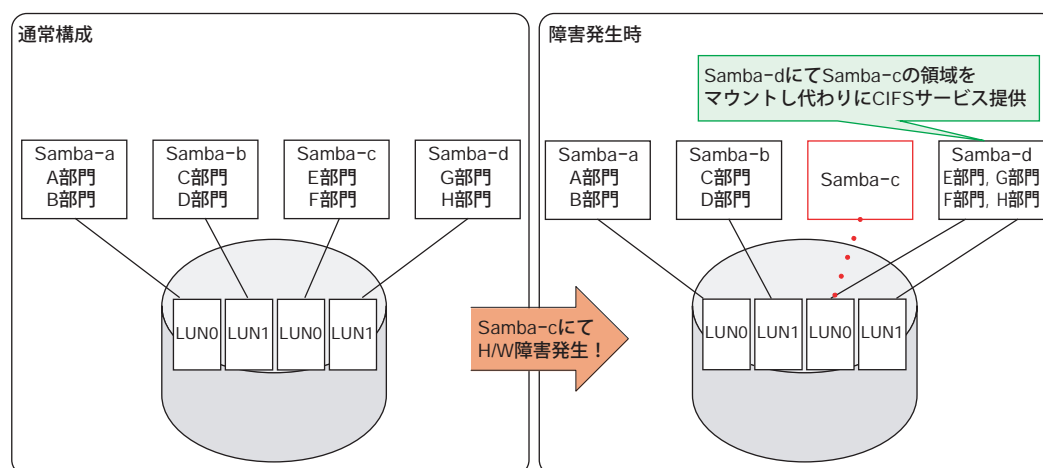 通常構成
Samba-a
A部門
B部門
Samba-b
C部門
D部門
Samba-c
E部門
F部門
Samba-d
G部門
H部門
LUN0
LUN1
LUN0
LUN1
Samba-cにて
H/W障害発生！
障害発生時
Samba-dにてSamba-cの領域を
マウントし代わりにCIFSサービス提供
Samba-a
A部門
B部門
Samba-b
C部門
D部門
Samba-c
Samba-d
E部門, G部門
F部門, H部門
LUN0
LUN1
LUN0
LUN1